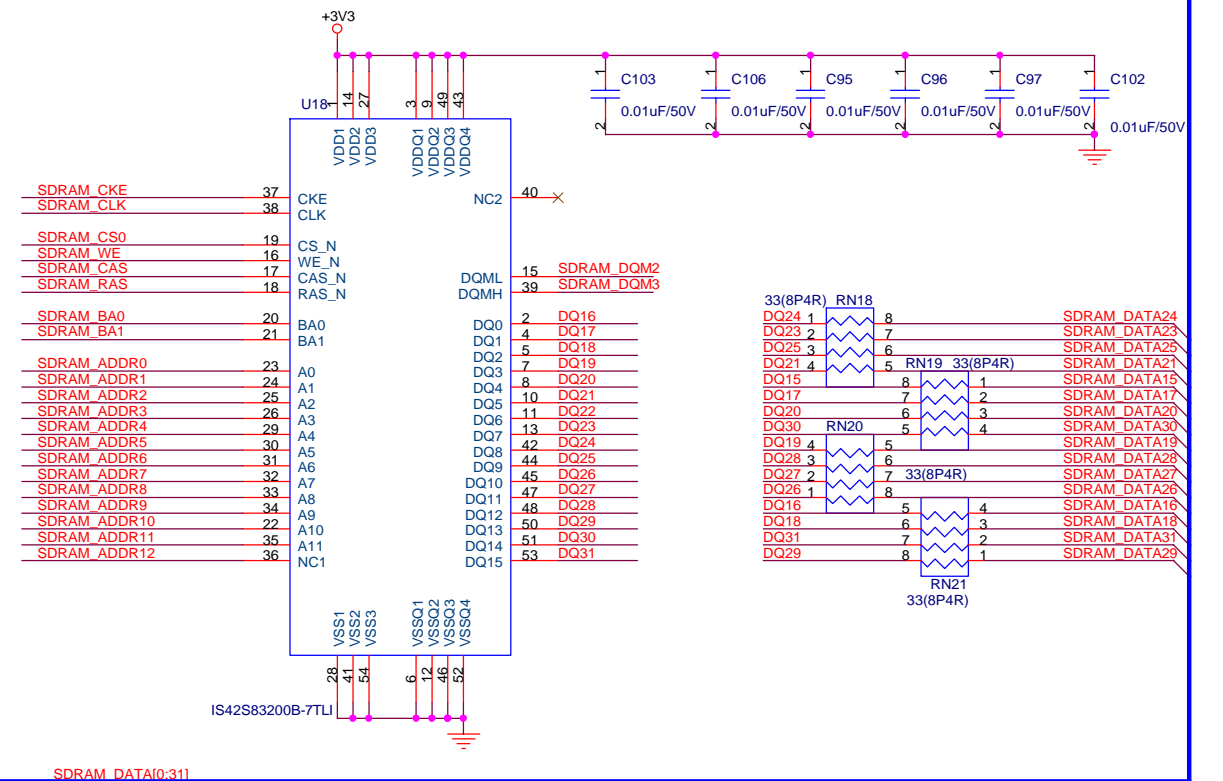 +3V3
U18
1 14 27 3 9 49 43
VDD1 VDD2 VDD3 VDDQ1 VDDQ2 VDDQ3 VDDQ4
1 C103 0.01uF/50V 2
1 C106 0.01uF/50V 2
1 C95 0.01uF/50V 2
1 C96 0.01uF/50V 2
1 C97 0.01uF/50V 2
1 C102 0.01uF/50V 2
SDRAM_CKE 37 CKE
SDRAM_CLK 38 CLK
SDRAM_CS0 19 CS_N
SDRAM_WE 16 WE_N
SDRAM_CAS 17 CAS_N
SDRAM_RAS 18 RAS_N
SDRAM_BA0 20 BA0
SDRAM_BA1 21 BA1
SDRAM_ADDR0 23 A0
SDRAM_ADDR1 24 A1
SDRAM_ADDR2 25 A2
SDRAM_ADDR3 26 A3
SDRAM_ADDR4 29 A4
SDRAM_ADDR5 30 A5
SDRAM_ADDR6 31 A6
SDRAM_ADDR7 32 A7
SDRAM_ADDR8 33 A8
SDRAM_ADDR9 34 A9
SDRAM_ADDR10 22 A10
SDRAM_ADDR11 35 A11
SDRAM_ADDR12 36 NC1
NC2 40
DQML 15 SDRAM_DQM2
DQMH 39 SDRAM_DQM3
DQ0 2 DQ16
DQ1 4 DQ17
DQ2 5 DQ18
DQ3 7 DQ19
DQ4 8 DQ20
DQ5 10 DQ21
DQ6 11 DQ22
DQ7 13 DQ23
DQ8 42 DQ24
DQ9 44 DQ25
DQ10 45 DQ26
DQ11 47 DQ27
DQ12 48 DQ28
DQ13 50 DQ29
DQ14 51 DQ30
DQ15 53 DQ31
VSS1 VSS2 VSS3 VSSQ1 VSSQ2 VSSQ3 VSSQ4
28 41 54 6 12 46 52
IS42S83200B-7TLI
33(8P4R) RN18
DQ24 1 8 SDRAM_DATA24
DQ23 2 7 SDRAM_DATA23
DQ25 3 6 SDRAM_DATA25
DQ21 4 5 SDRAM_DATA21
RN19 33(8P4R)
DQ15 8 1 SDRAM_DATA15
DQ17 7 2 SDRAM_DATA17
DQ20 6 3 SDRAM_DATA20
DQ30 5 4 SDRAM_DATA30
RN20
DQ19 4 5 SDRAM_DATA19
DQ28 3 6 SDRAM_DATA28
DQ27 2 7 SDRAM_DATA27
33(8P4R)
DQ26 1 8 SDRAM_DATA26
DQ16 5 4 SDRAM_DATA16
DQ18 6 3 SDRAM_DATA18
DQ31 7 2 SDRAM_DATA31
DQ29 8 1 SDRAM_DATA29
RN21
33(8P4R)
SDRAM_DATA[0:31]